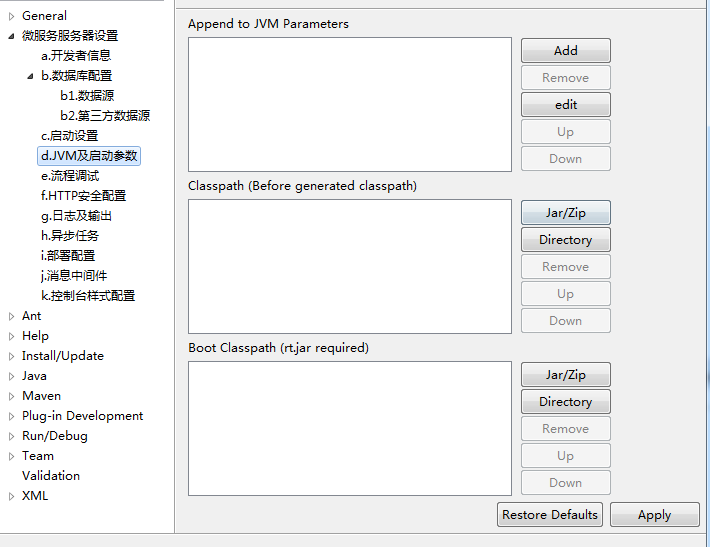 General
微服务服务器设置
a.开发者信息
b.数据库配置
b1.数据源
b2.第三方数据源
c.启动设置
d.JVM及启动参数
e.流程调试
f.HTTP安全配置
g.日志及输出
h.异步任务
i.部署配置
j.消息中间件
k.控制台样式配置
Ant
Help
Install/Update
Java
Maven
Plug-in Development
Run/Debug
Team
Validation
XML
Append to JVM Parameters
Add
Remove
edit
Up
Down
Classpath (Before generated classpath)
Jar/Zip
Directory
Remove
Up
Down
Boot Classpath (rt.jar required)
Jar/Zip
Directory
Remove
Up
Down
Restore Defaults
Apply